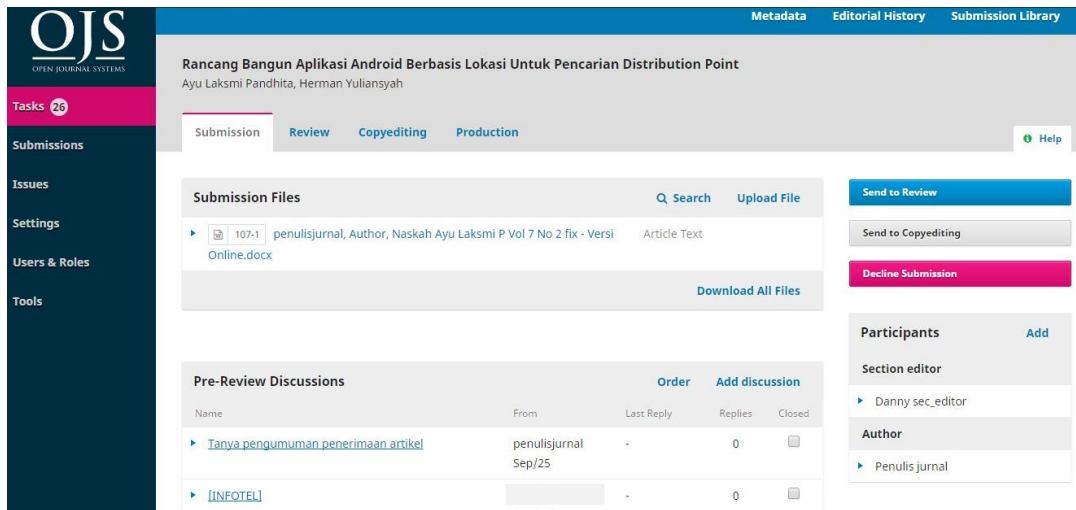 OJS
OPEN JOURNAL SYSTEMS
Tasks 26
Submissions
Issues
Settings
Users & Roles
Tools
Metadata Editorial History Submission Library
Rancang Bangun Aplikasi Android Berbasis Lokasi Untuk Pencarian Distribution Point
Ayu Laksmi Pandhita, Herman Yuliansyah
Submission Review Copyediting Production
Help
Submission Files Search Upload File
107-1 penulisjurnal, Author, Naskah Ayu Laksmi P Vol 7 No 2 fix - Versi Article Text
Online.docx
Download All Files
Pre-Review Discussions Order Add discussion
Name From Last Reply Replies Closed
Tanya pengumuman penerimaan artikel penulisjurnal - 0
Sep/25
[INFOTEL] - 0
Send to Review
Send to Copyediting
Decline Submission
Participants Add
Section editor
Danny sec_editor
Author
Penulis jurnal